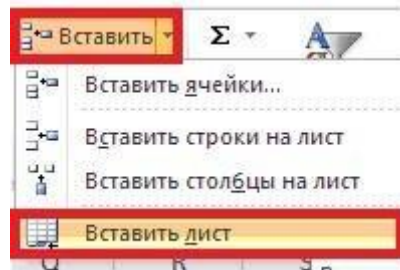 Вставить Σ
Вставить ячейки...
Вставить строки на лист
Вставить столбцы на лист
Вставить лист